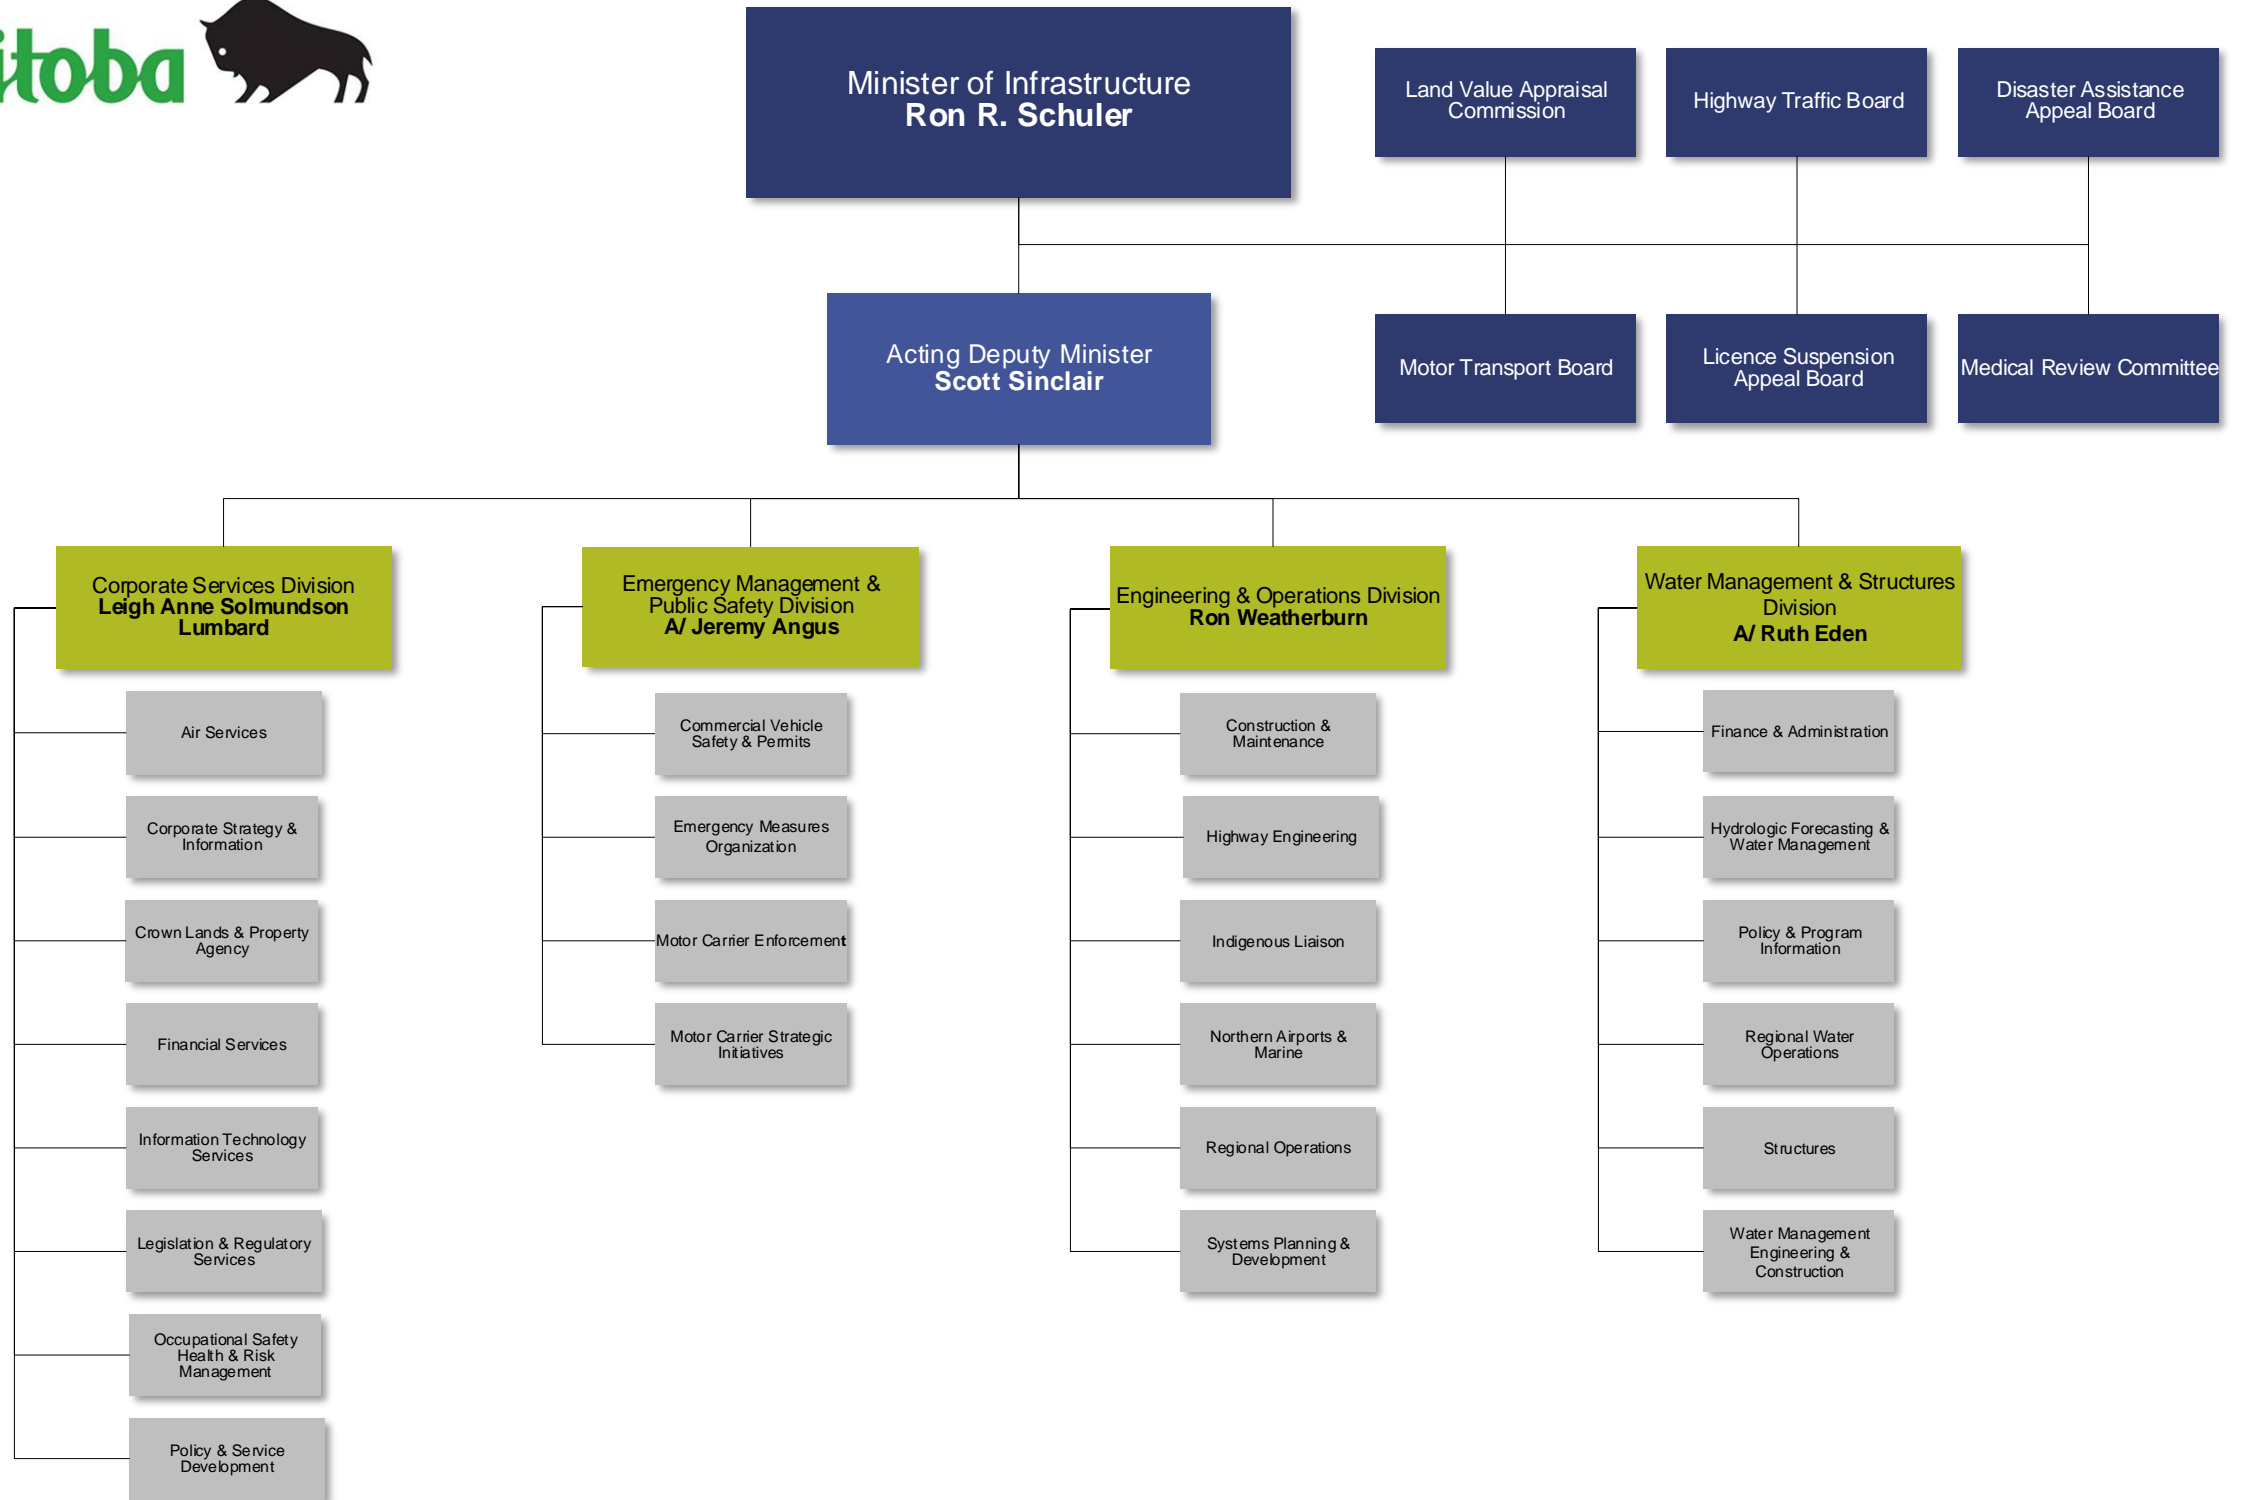 itoba
Minister of Infrastructure
Ron R. Schuler
Land Value Appraisal
Commission
Highway Traffic Board
Disaster Assistance
Appeal Board
Acting Deputy Minister
Scott Sinclair
Motor Transport Board
Licence Suspension
Appeal Board
Medical Review Committee
Corporate Services Division
Leigh Anne Solmundson
Lumbard
Emergency Management &
Public Safety Division
A/ Jeremy Angus
Engineering & Operations Division
Ron Weatherburn
Water Management & Structures
Division
A/ Ruth Eden
Air Services
Corporate Strategy &
Information
Crown Lands & Property
Agency
Financial Services
Information Technology
Services
Legislation & Regulatory
Services
Occupational Safety
Health & Risk
Management
Policy & Service
Development
Commercial Vehicle
Safety & Permits
Emergency Measures
Organization
Motor Carrier Enforcement
Motor Carrier Strategic
Initiatives
Construction &
Maintenance
Highway Engineering
Indigenous Liaison
Northern Airports &
Marine
Regional Operations
Systems Planning &
Development
Finance & Administration
Hydrologic Forecasting &
Water Management
Policy & Program
Information
Regional Water
Operations
Structures
Water Management
Engineering &
Construction